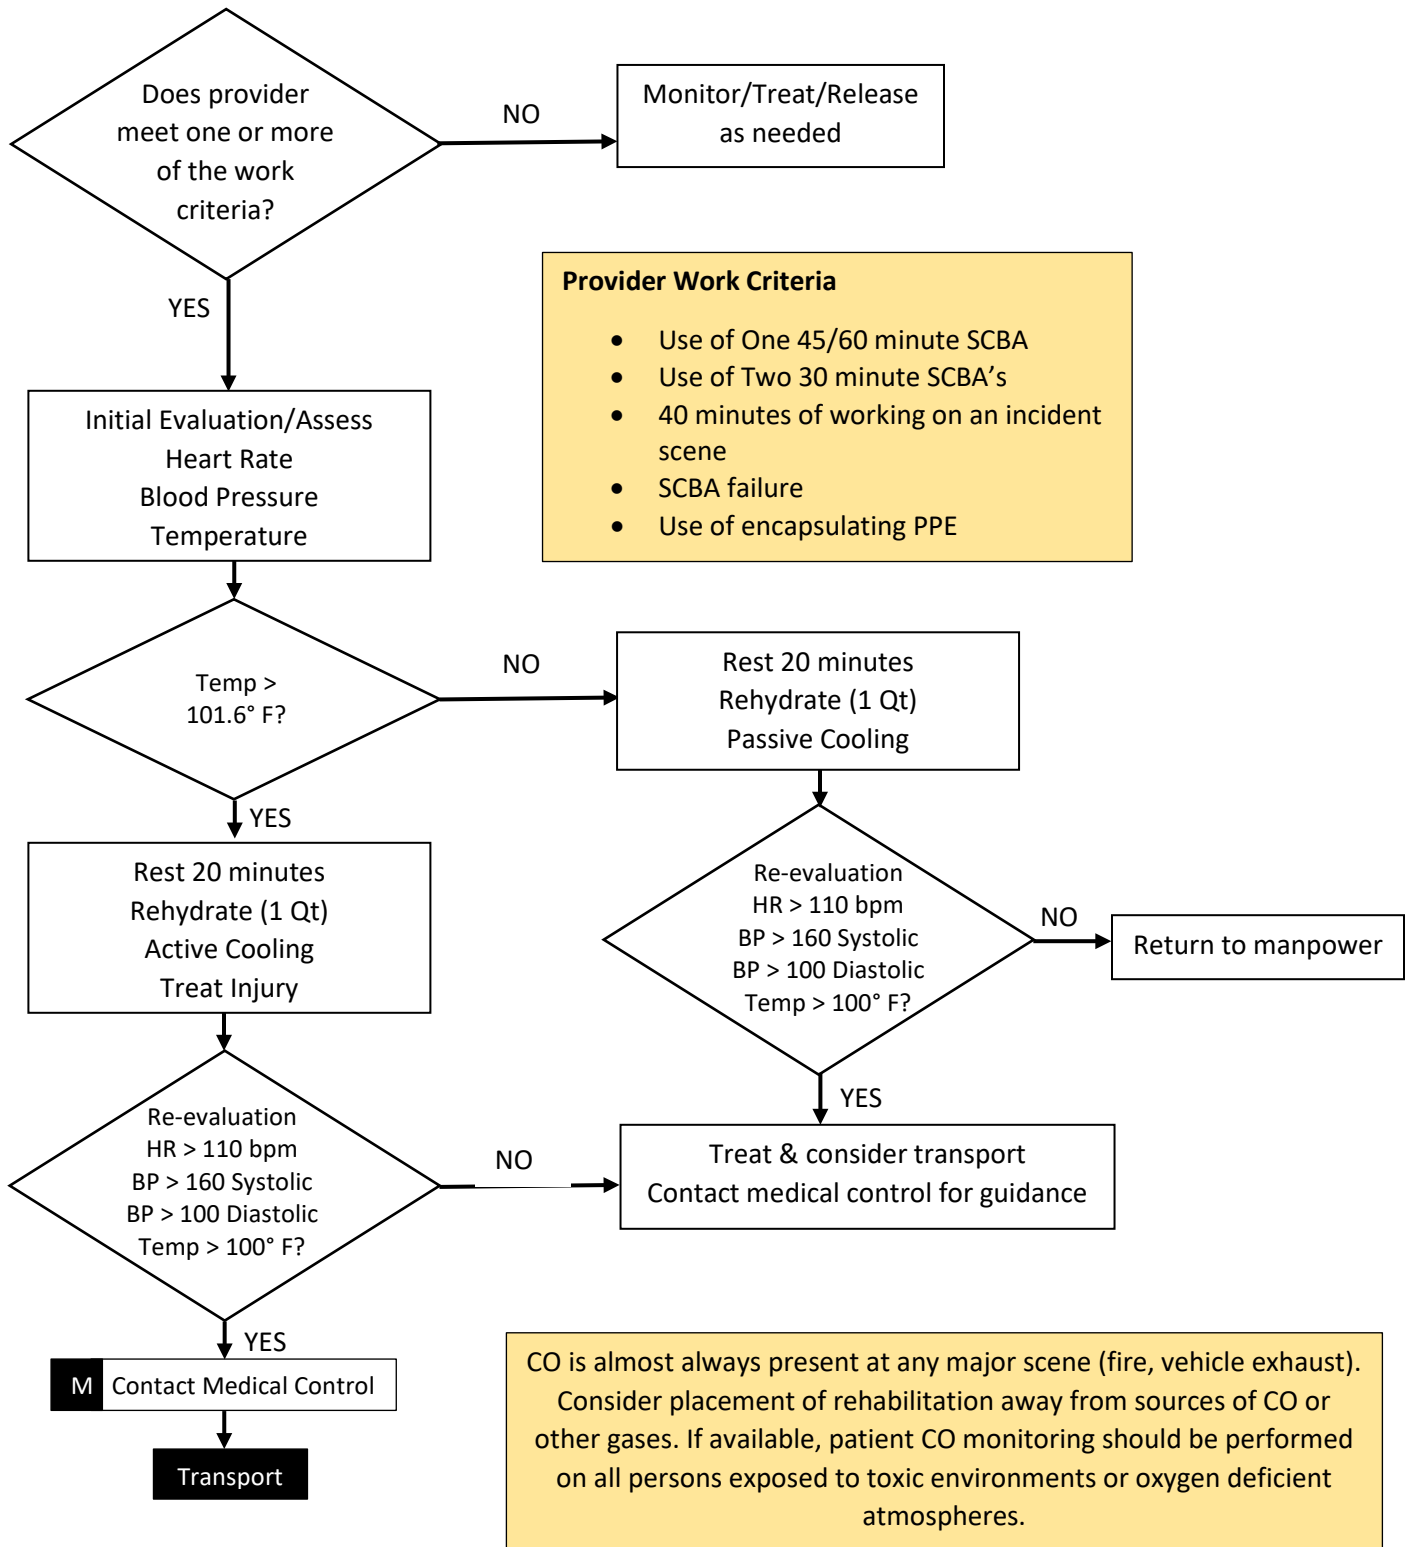 Does provider
meet one or more
of the work
criteria?
NO
Monitor/Treat/Release
as needed
YES
Provider Work Criteria
• Use of One 45/60 minute SCBA
• Use of Two 30 minute SCBA’s
• 40 minutes of working on an incident
scene
• SCBA failure
• Use of encapsulating PPE
Initial Evaluation/Assess
Heart Rate
Blood Pressure
Temperature
Temp >
101.6° F?
NO
Rest 20 minutes
Rehydrate (1 Qt)
Passive Cooling
YES
Rest 20 minutes
Rehydrate (1 Qt)
Active Cooling
Treat Injury
Re-evaluation
HR > 110 bpm
BP > 160 Systolic
BP > 100 Diastolic
Temp > 100° F?
NO
Return to manpower
YES
Re-evaluation
HR > 110 bpm
BP > 160 Systolic
BP > 100 Diastolic
Temp > 100° F?
NO
Treat & consider transport
Contact medical control for guidance
YES
M Contact Medical Control
Transport
CO is almost always present at any major scene (fire, vehicle exhaust).
Consider placement of rehabilitation away from sources of CO or
other gases. If available, patient CO monitoring should be performed
on all persons exposed to toxic environments or oxygen deficient
atmospheres.